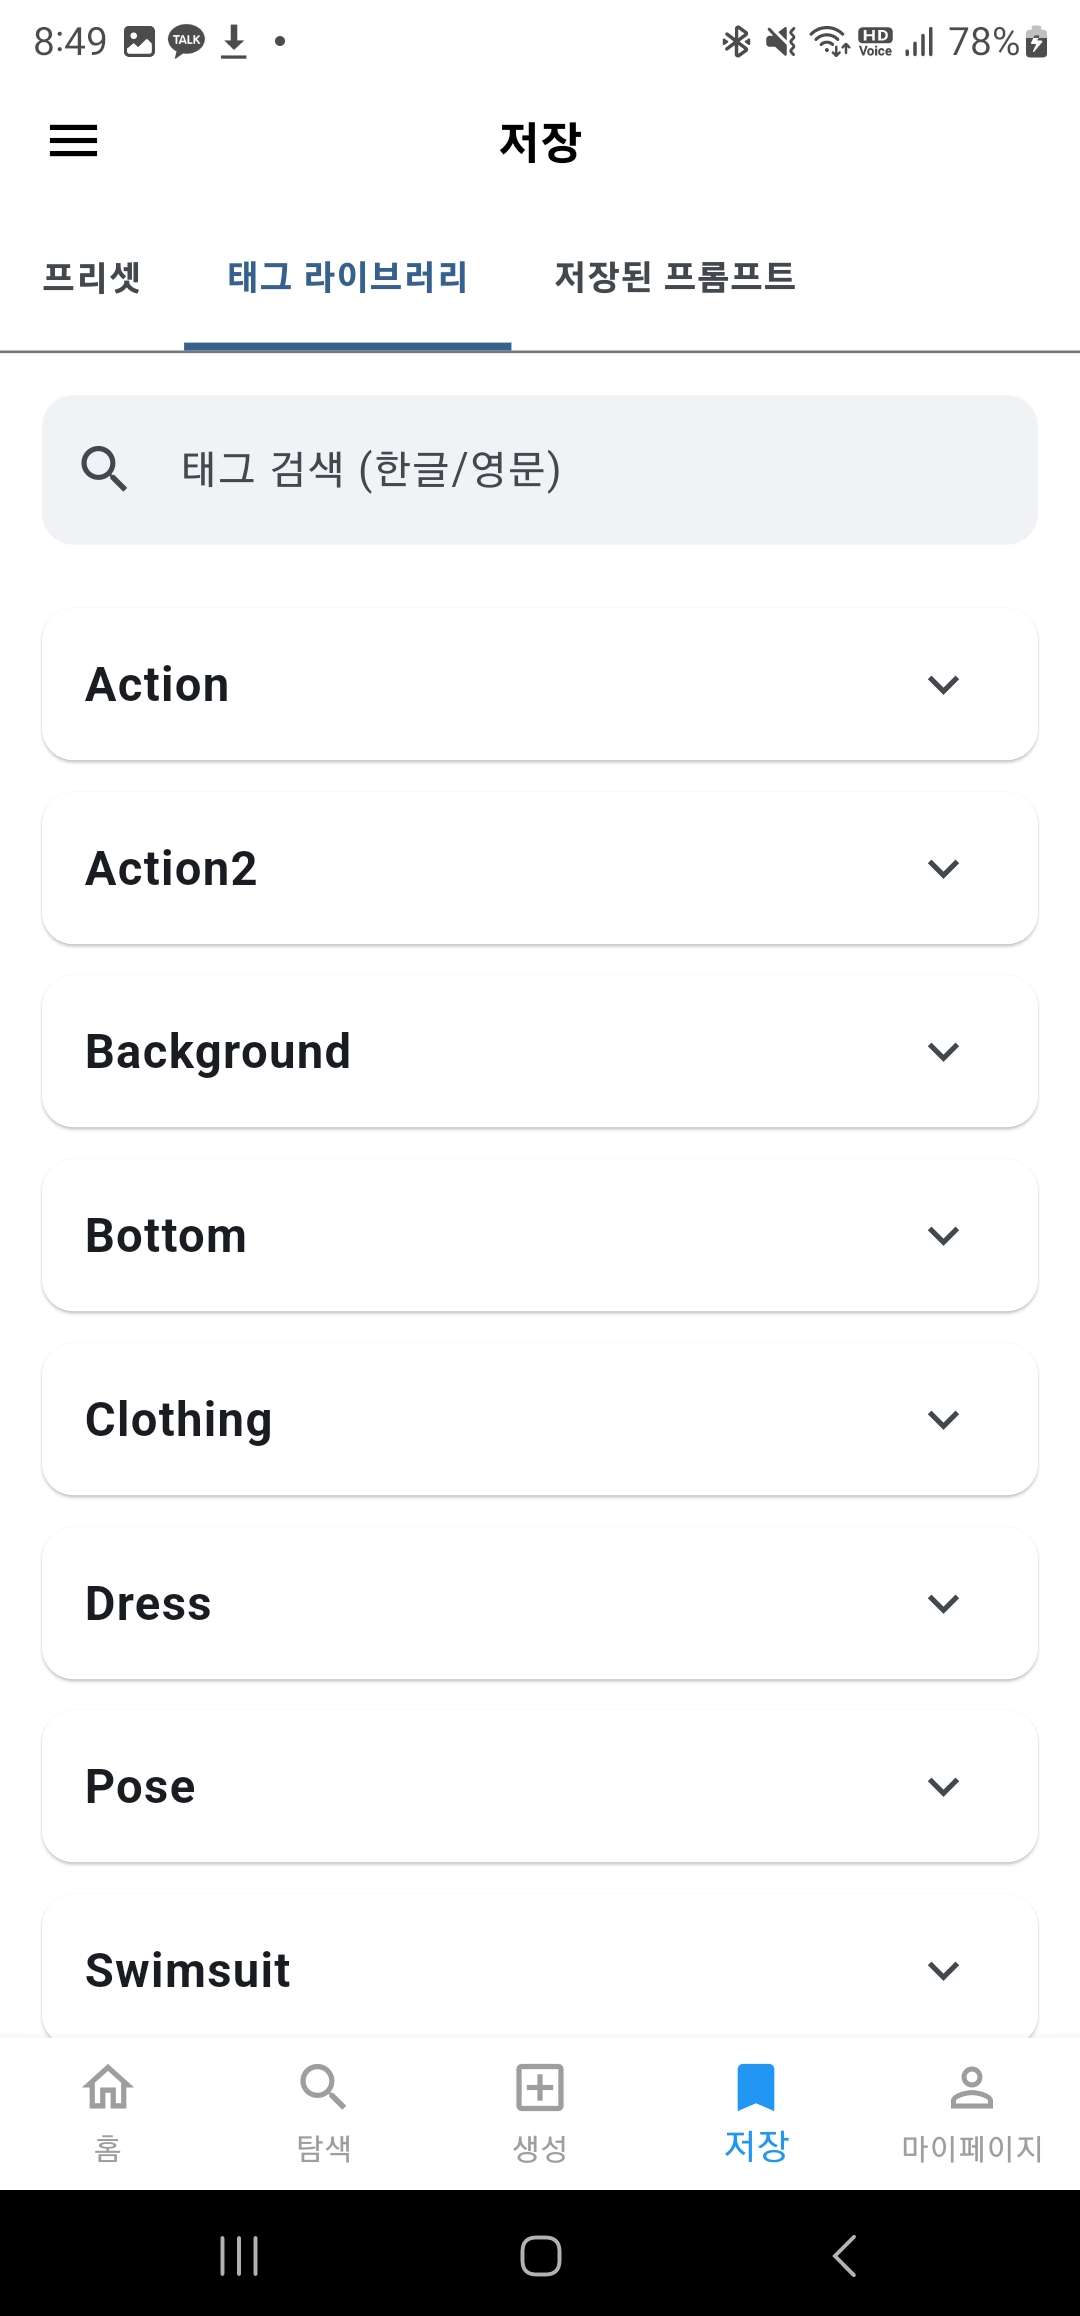 8:49 TALK HD Voice 78%
저장
프리셋 태그 라이브러리 저장된 프롬프트
태그 검색 (한글/영문)
Action
Action2
Background
Bottom
Clothing
Dress
Pose
Swimsuit
홈 탐색 생성 저장 마이페이지